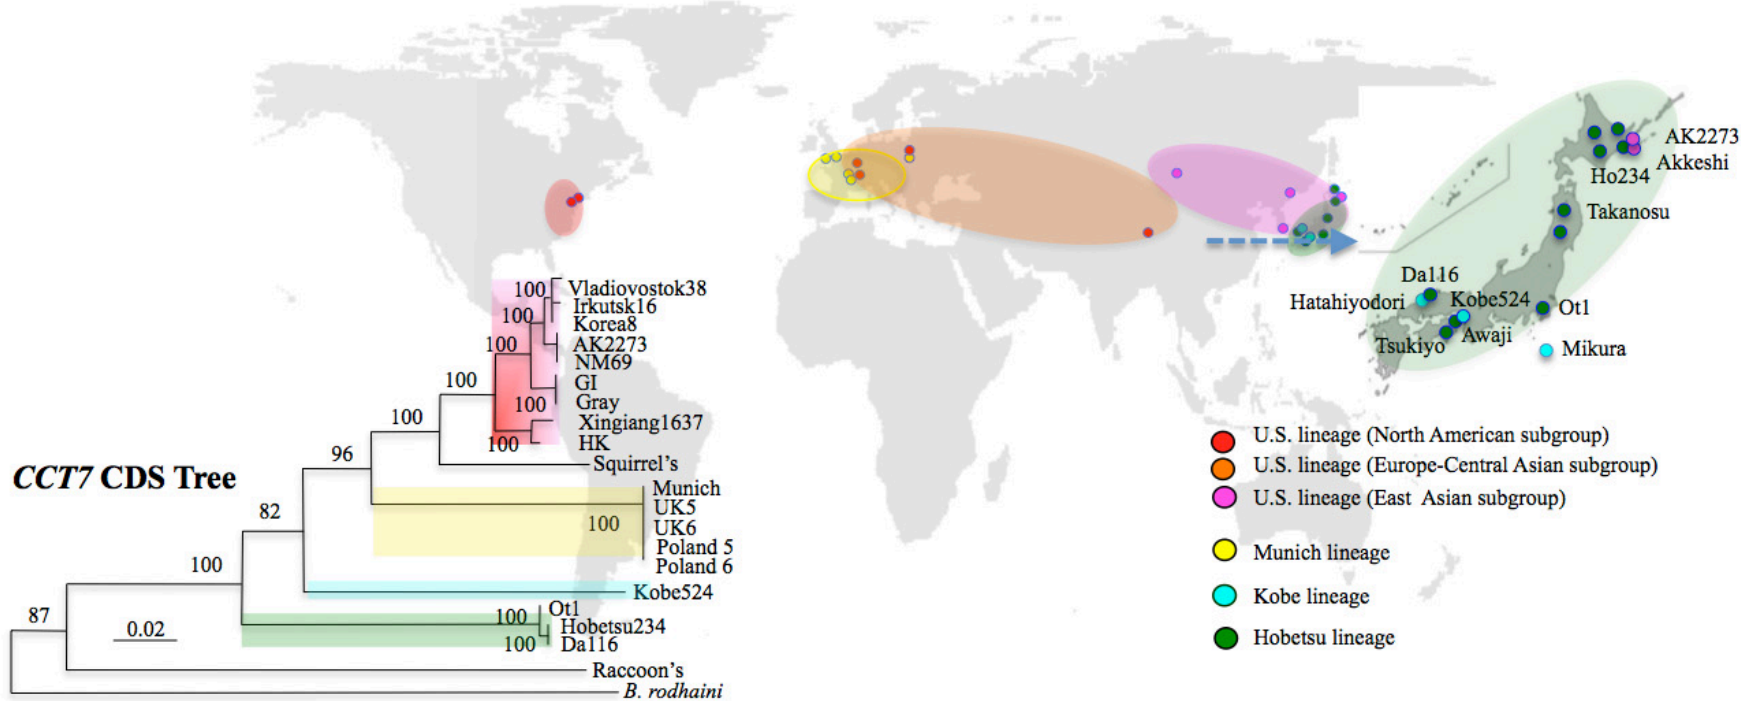 AK2273
Akkeshi
Ho234
Takanosu
Da116
Hatahiyodori
Kobe524
Ot1
Awaji
Tsukiyo
Mikura
100
Vladiovostok38
Irkutsk16
100
Korea8
100
AK2273
NM69
100
GI
100
Gray
100
Xingiang1637
100
HK
96
Squirrel's
CCT7 CDS Tree
Munich
82
UK5
100
UK6
Poland 5
100
Poland 6
Kobe524
87
100
Ot1
0.02
Hobetsu234
100
Da116
Raccoon's
B. rodhaini
U.S. lineage (North American subgroup)
U.S. lineage (Europe-Central Asian subgroup)
U.S. lineage (East Asian subgroup)
Munich lineage
Kobe lineage
Hobetsu lineage